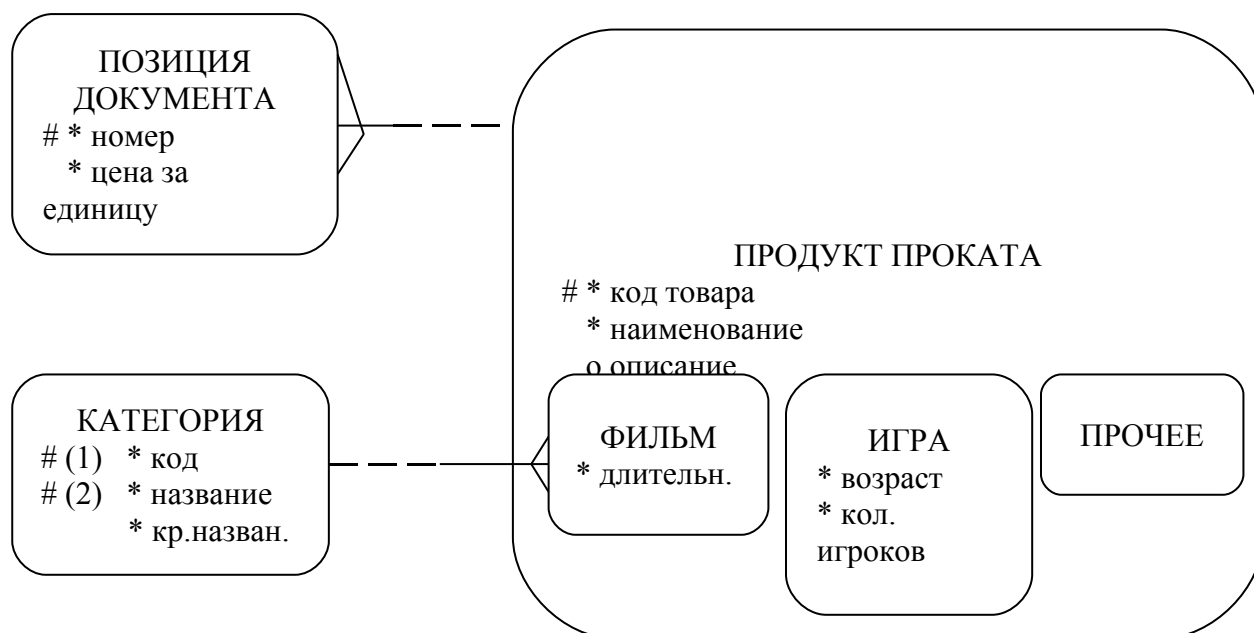 ПОЗИЦИЯ
ДОКУМЕНТА
# * номер
* цена за
единицу
ПРОДУКТ ПРОКАТА
# * код товара
* наименование
о описание
КАТЕГОРИЯ
# (1) * код
# (2) * название
* кр.назван.
ФИЛЬМ
* длительн.
ИГРА
* возраст
* кол.
игроков
ПРОЧЕЕ